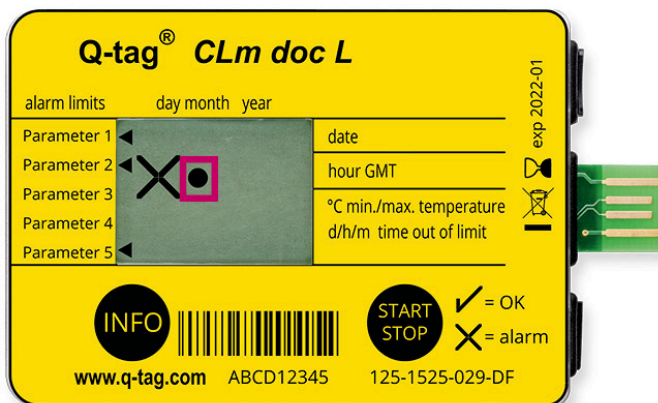 Q-tag® CLm doc L
alarm limits day month year
Parameter 1
Parameter 2
Parameter 3
Parameter 4
Parameter 5
date
hour GMT
°C min./max. temperature
d/h/m time out of limit
exp 2022-01
INFO
START
STOP
= OK
= alarm
www.q-tag.com ABCD12345 125-1525-029-DF